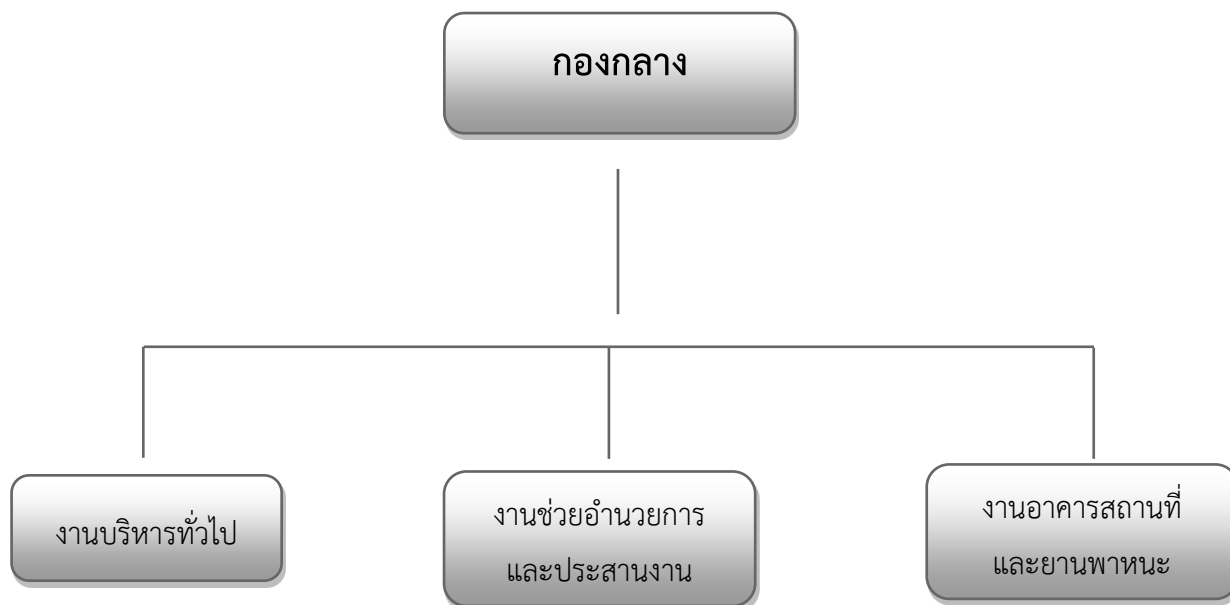 กองกลาง
งานบริหารทั่วไป
งานช่วยอำนวยการ
และประสานงาน
งานอาคารสถานที่
และยานพาหนะ